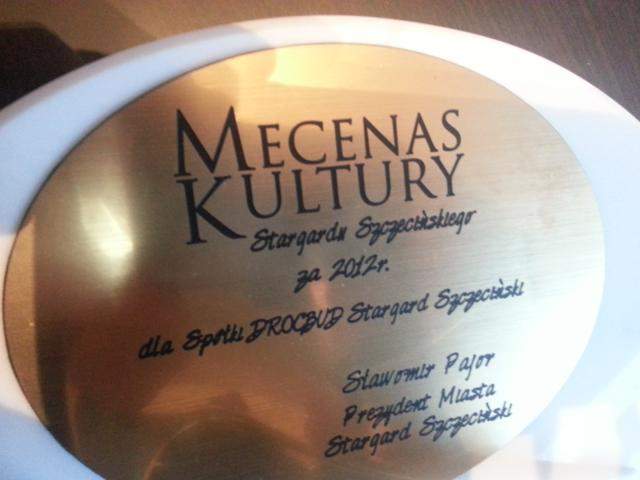 MECENAS
KULTURY
Stargardu Szczecińskiego
za 2012r.
dla Spółki DROGBUD Stargard Szczeciński
Sławomir Pajor
Prezydent Miasta
Stargard Szczeciński